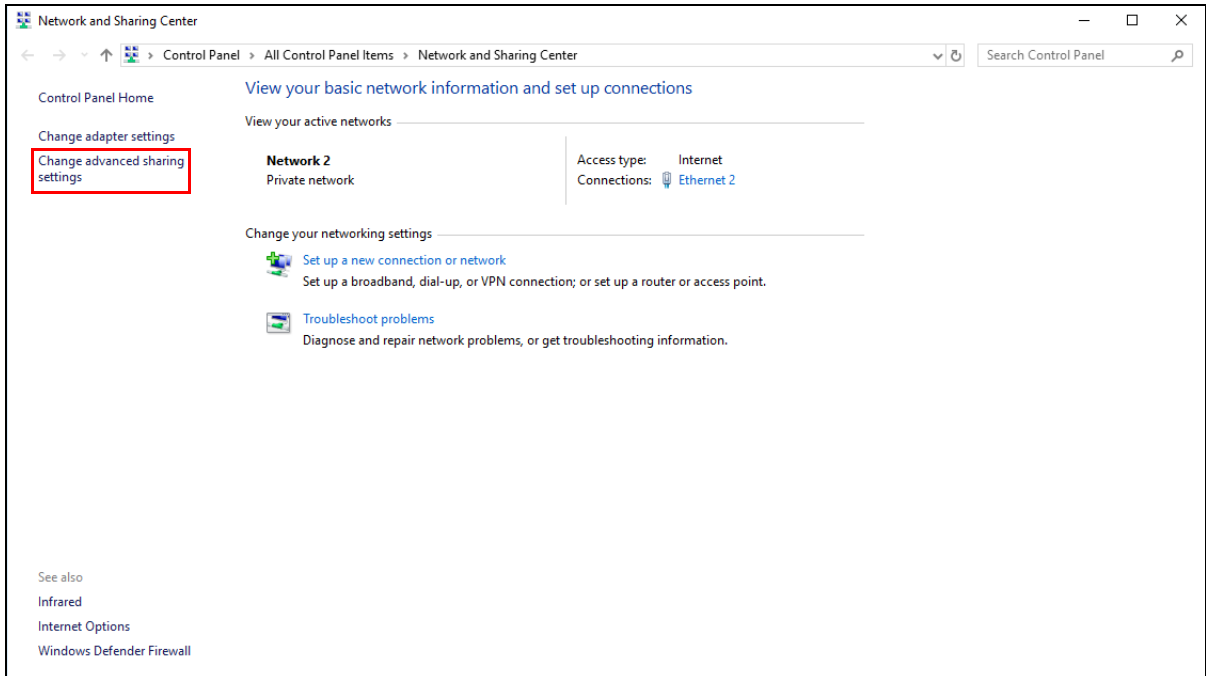 Network and Sharing Center
Control Panel > All Control Panel Items > Network and Sharing Center
Search Control Panel
Control Panel Home
Change adapter settings
Change advanced sharing
settings
View your basic network information and set up connections
View your active networks
Network 2
Private network
Access type: Internet
Connections: Ethernet 2
Change your networking settings
Set up a new connection or network
Set up a broadband, dial-up, or VPN connection; or set up a router or access point.
Troubleshoot problems
Diagnose and repair network problems, or get troubleshooting information.
See also
Infrared
Internet Options
Windows Defender Firewall